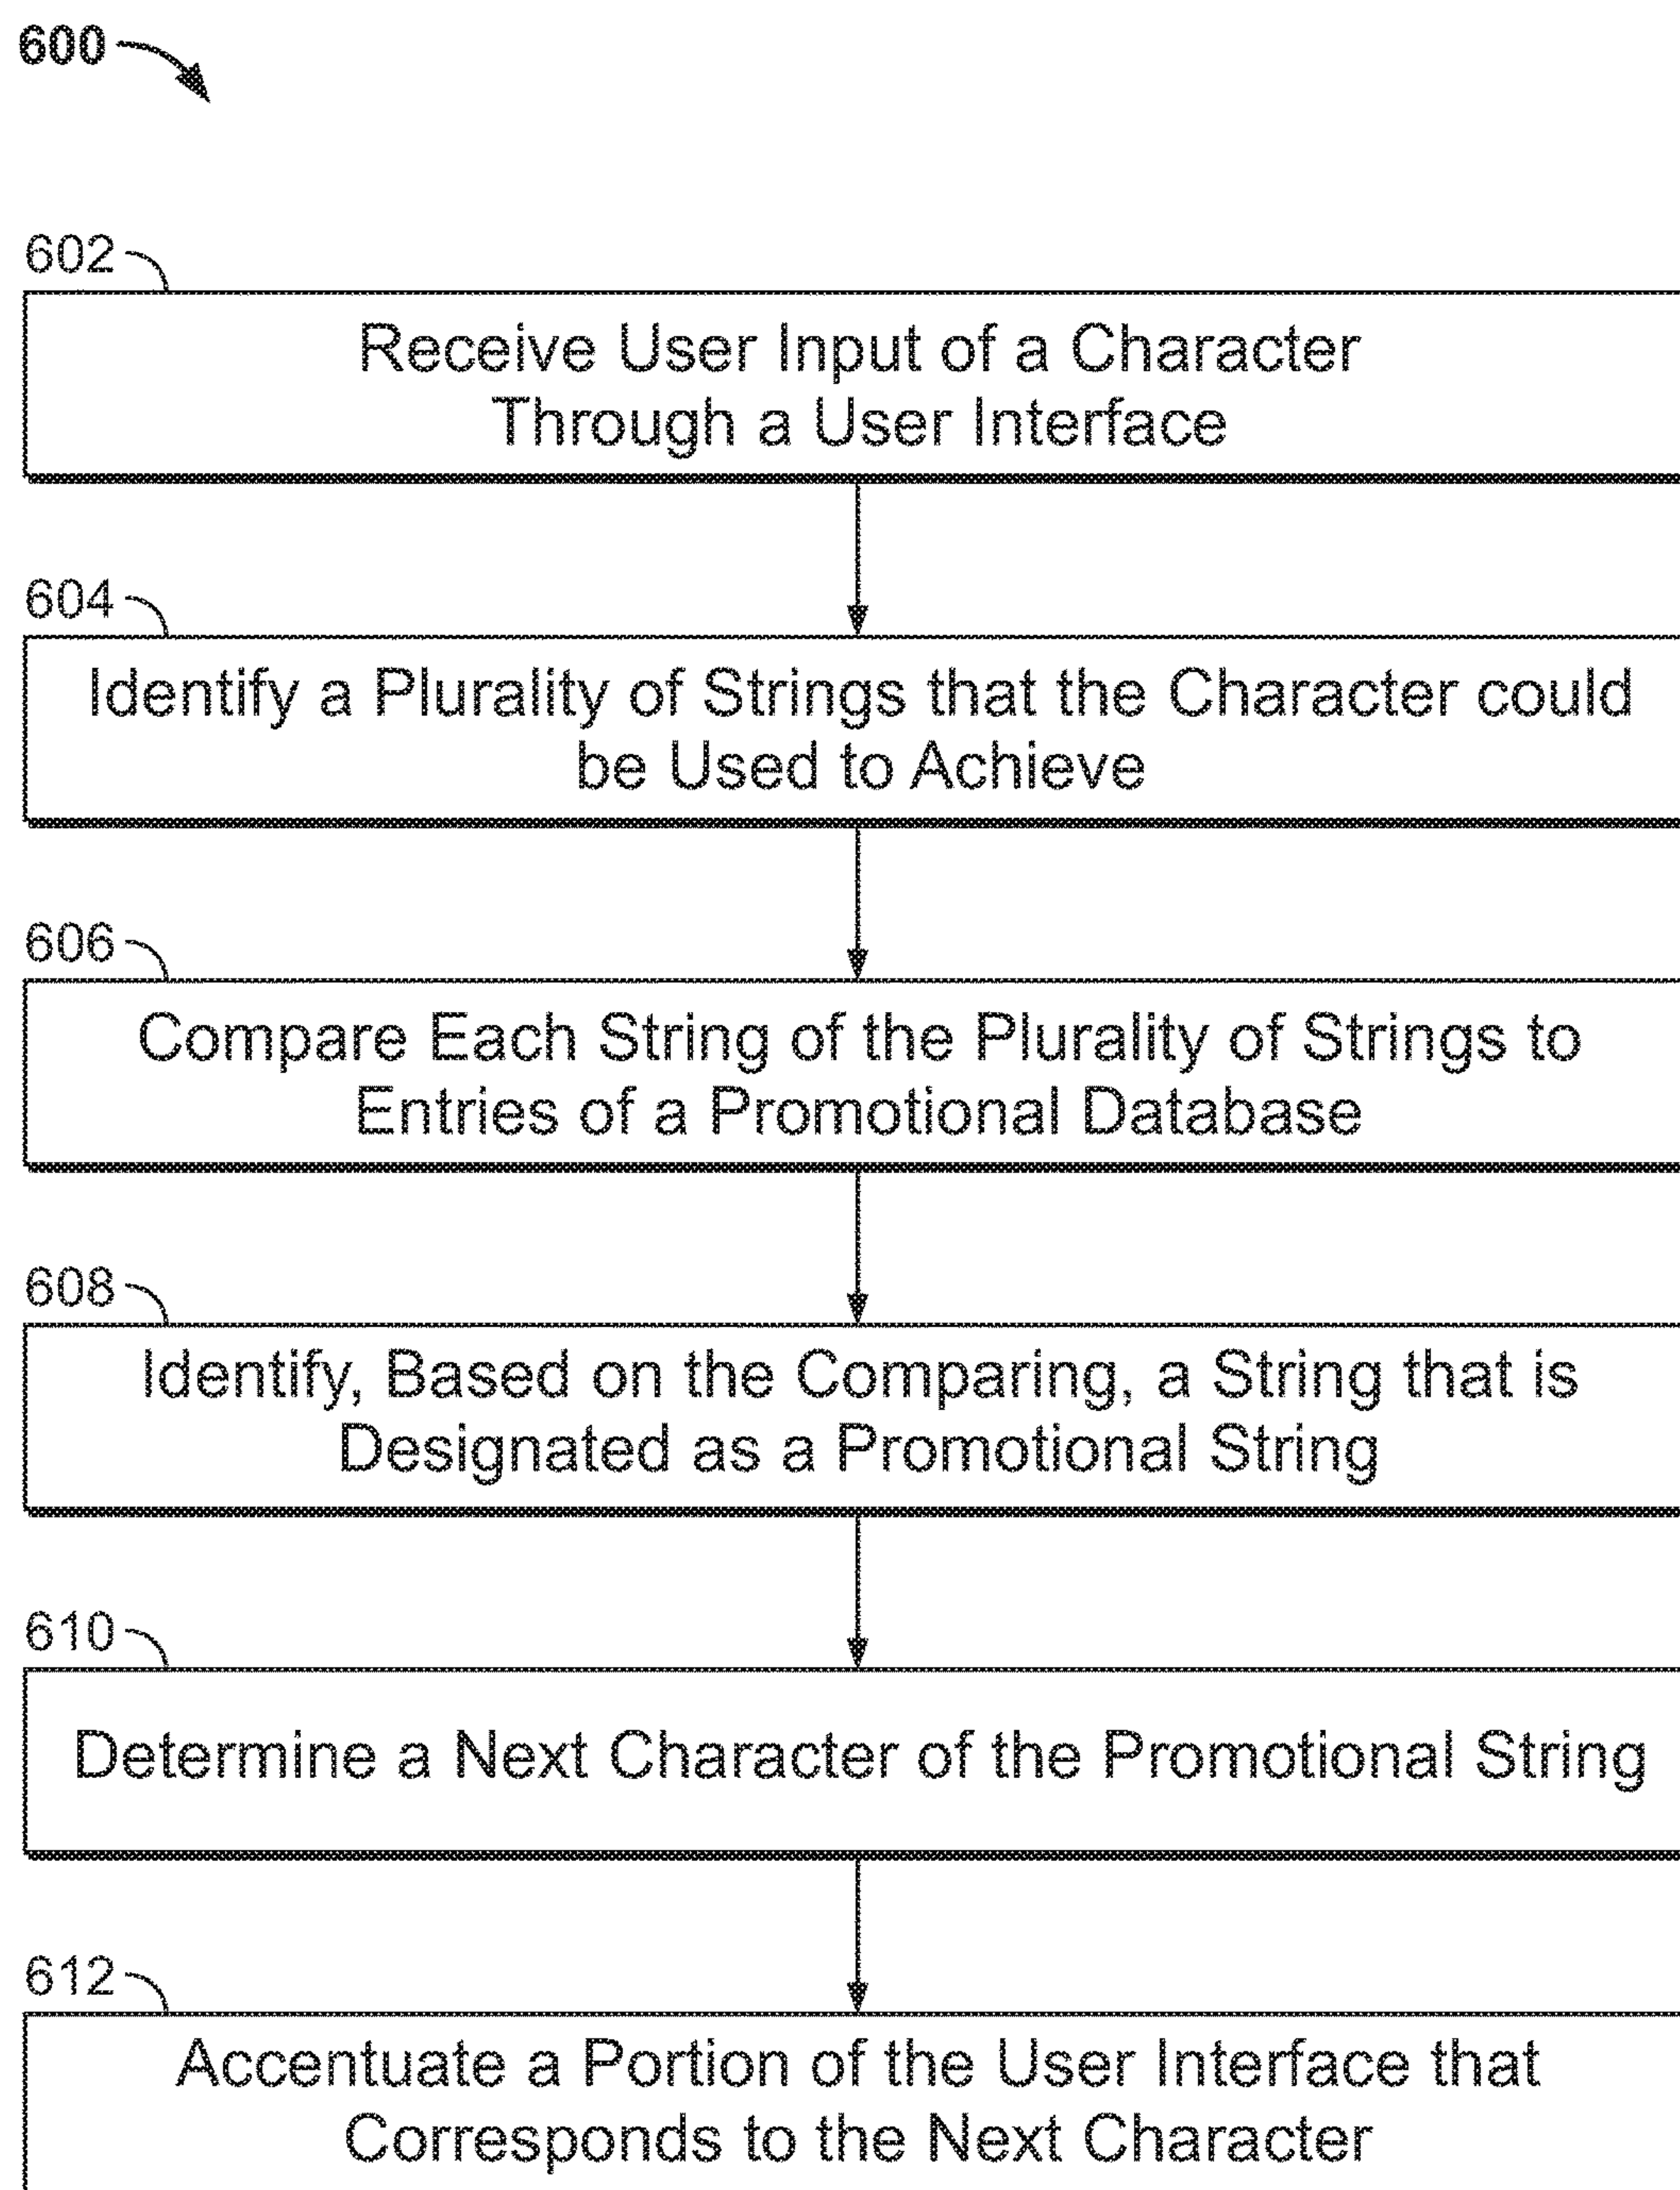 600
602
Receive User Input of a Character
Through a User Interface
604
Identify a Plurality of Strings that the Character could
be Used to Achieve
606
Compare Each String of the Plurality of Strings to
Entries of a Promotional Database
608
Identify, Based on the Comparing, a String that is
Designated as a Promotional String
610
Determine a Next Character of the Promotional String
612
Accentuate a Portion of the User Interface that
Corresponds to the Next Character